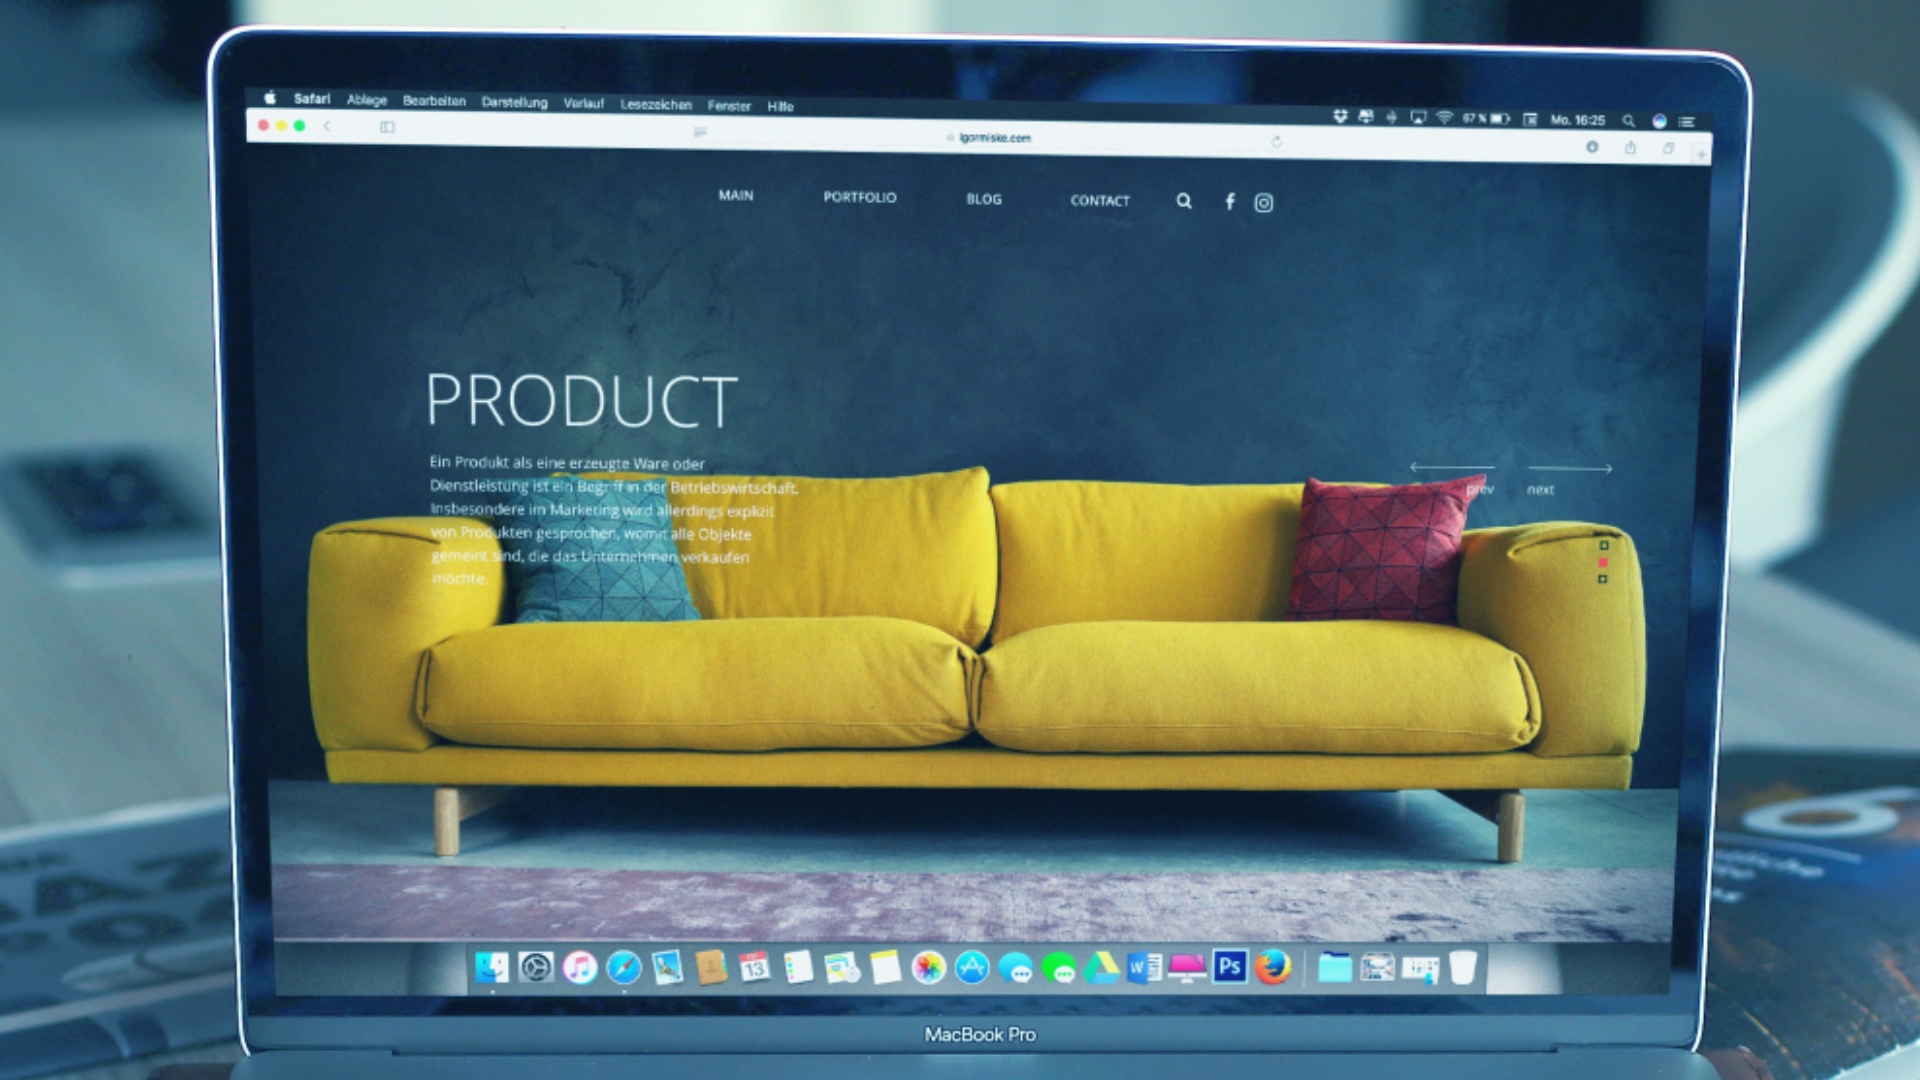 Safari Ablage Bearbeiten Darstellung Verlauf Lesezeichen Fenster Hilfe
67 % Mo. 16:25
igormiske.com
MAIN PORTFOLIO BLOG CONTACT
PRODUCT
Ein Produkt als eine erzeugte Ware oder
Dienstleistung ist ein Begriff in der Betriebswirtschaft.
Insbesondere im Marketing wird allerdings explizit
von Produkten gesprochen, womit alle Objekte
gemeint sind, die das Unternehmen verkaufen
möchte.
prev next
13
W
Ps
MacBook Pro
6